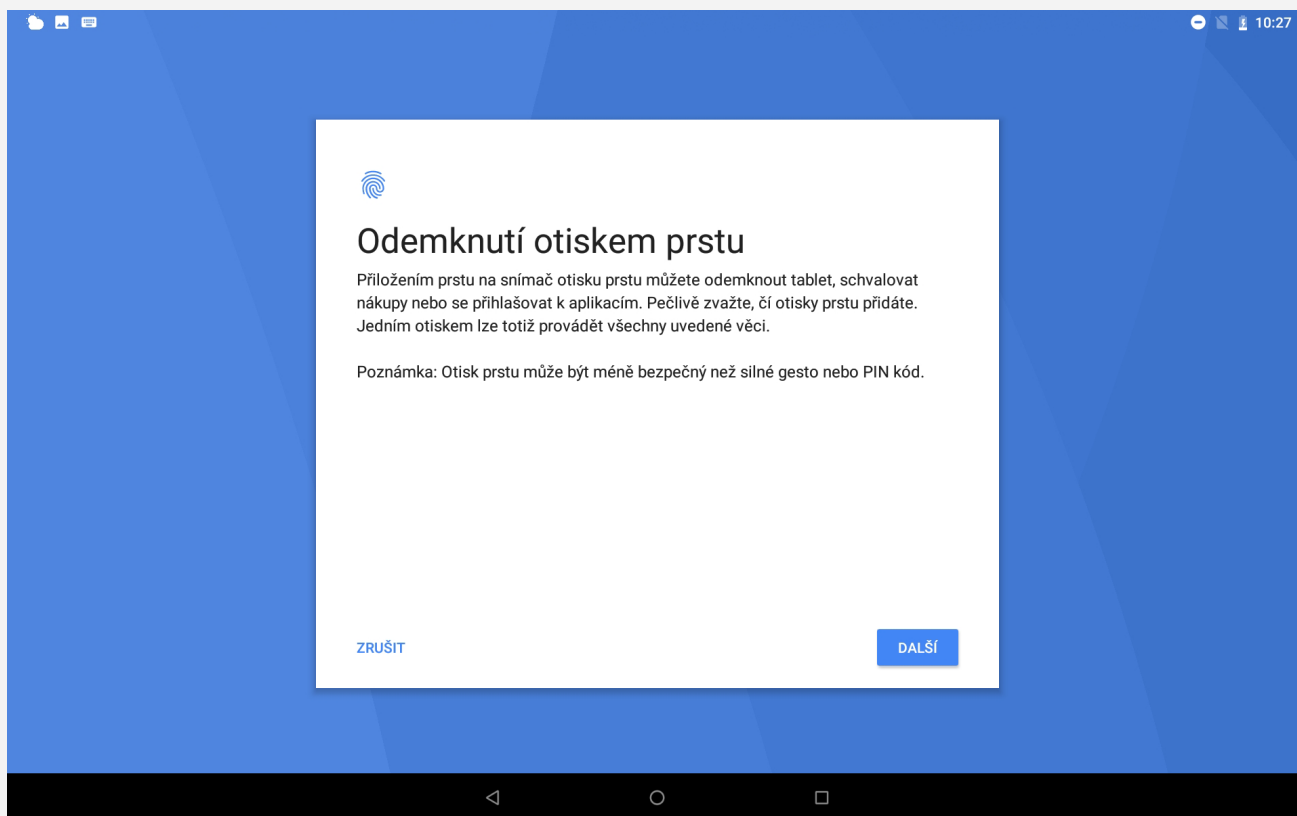 10:27
Odemknutí otiskem prstu
Přiložením prstu na snímač otisku prstu můžete odemknout tablet, schvalovat
nákupy nebo se přihlašovat k aplikacím. Pečlivě zvažte, čí otisky prstu přidáte.
Jedním otiskem lze totiž provádět všechny uvedené věci.
Poznámka: Otisk prstu může být méně bezpečný než silné gesto nebo PIN kód.
ZRUŠIT
DALŠÍ